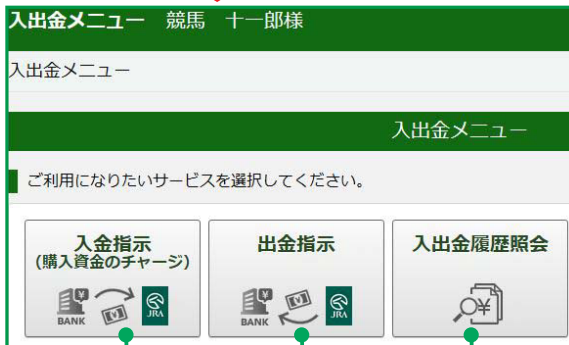 入出金メニュー 競馬 十一郎様
入出金メニュー
入出金メニュー
ご利用になりたいサービスを選択してください。
入金指示
(購入資金のチャージ)
BANK
JRA
出金指示
BANK
JRA
入出金履歴照会
¥